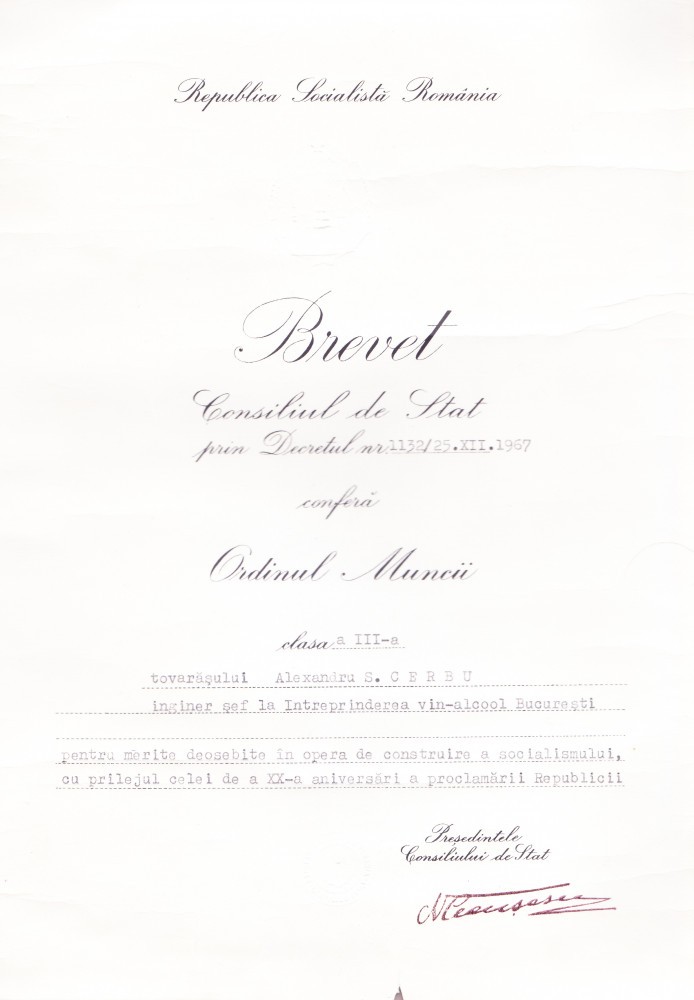 Republica Socialistă România
Brevet
Consiliul de Stat
prin Decretul nr. 1132/25.XII.1967
conferă
Ordinul Muncii
clasa a III-a
tovarăşului Alexandru S. C E R B U
inginer şef la Intreprinderea vin-alcool Bucureşti
pentru merite deosebite în opera de construire a socialismului,
cu prilejul celei de a XX-a aniversări a proclamării Republicii
Preşedintele
Consiliului de Stat
NCeauşescu